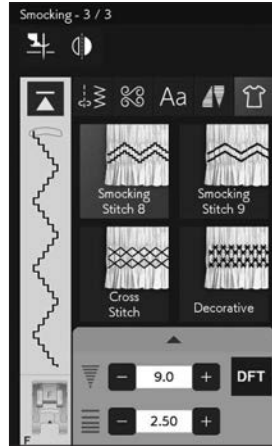 Smocking - 3 / 3
Aa
Smocking
Stitch 8
Smocking
Stitch 9
Cross
Stitch
Decorative
- 9.0 +
DFT
- 2.50 +
F